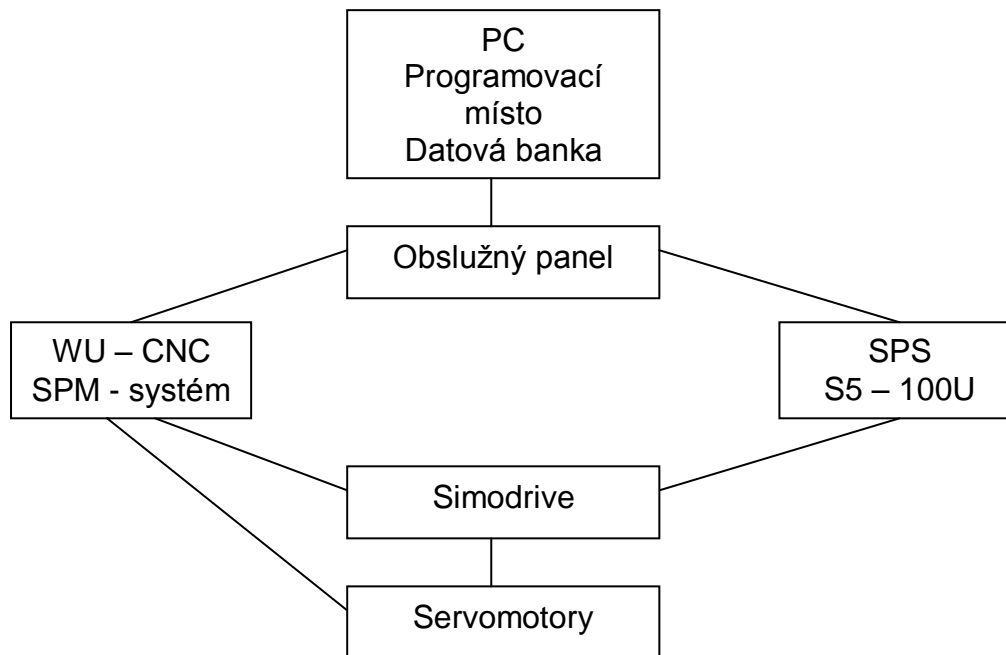 PC
Programovací
místo
Datová banka
Obslužný panel
WU – CNC
SPM - systém
SPS
S5 – 100U
Simodrive
Servomotory